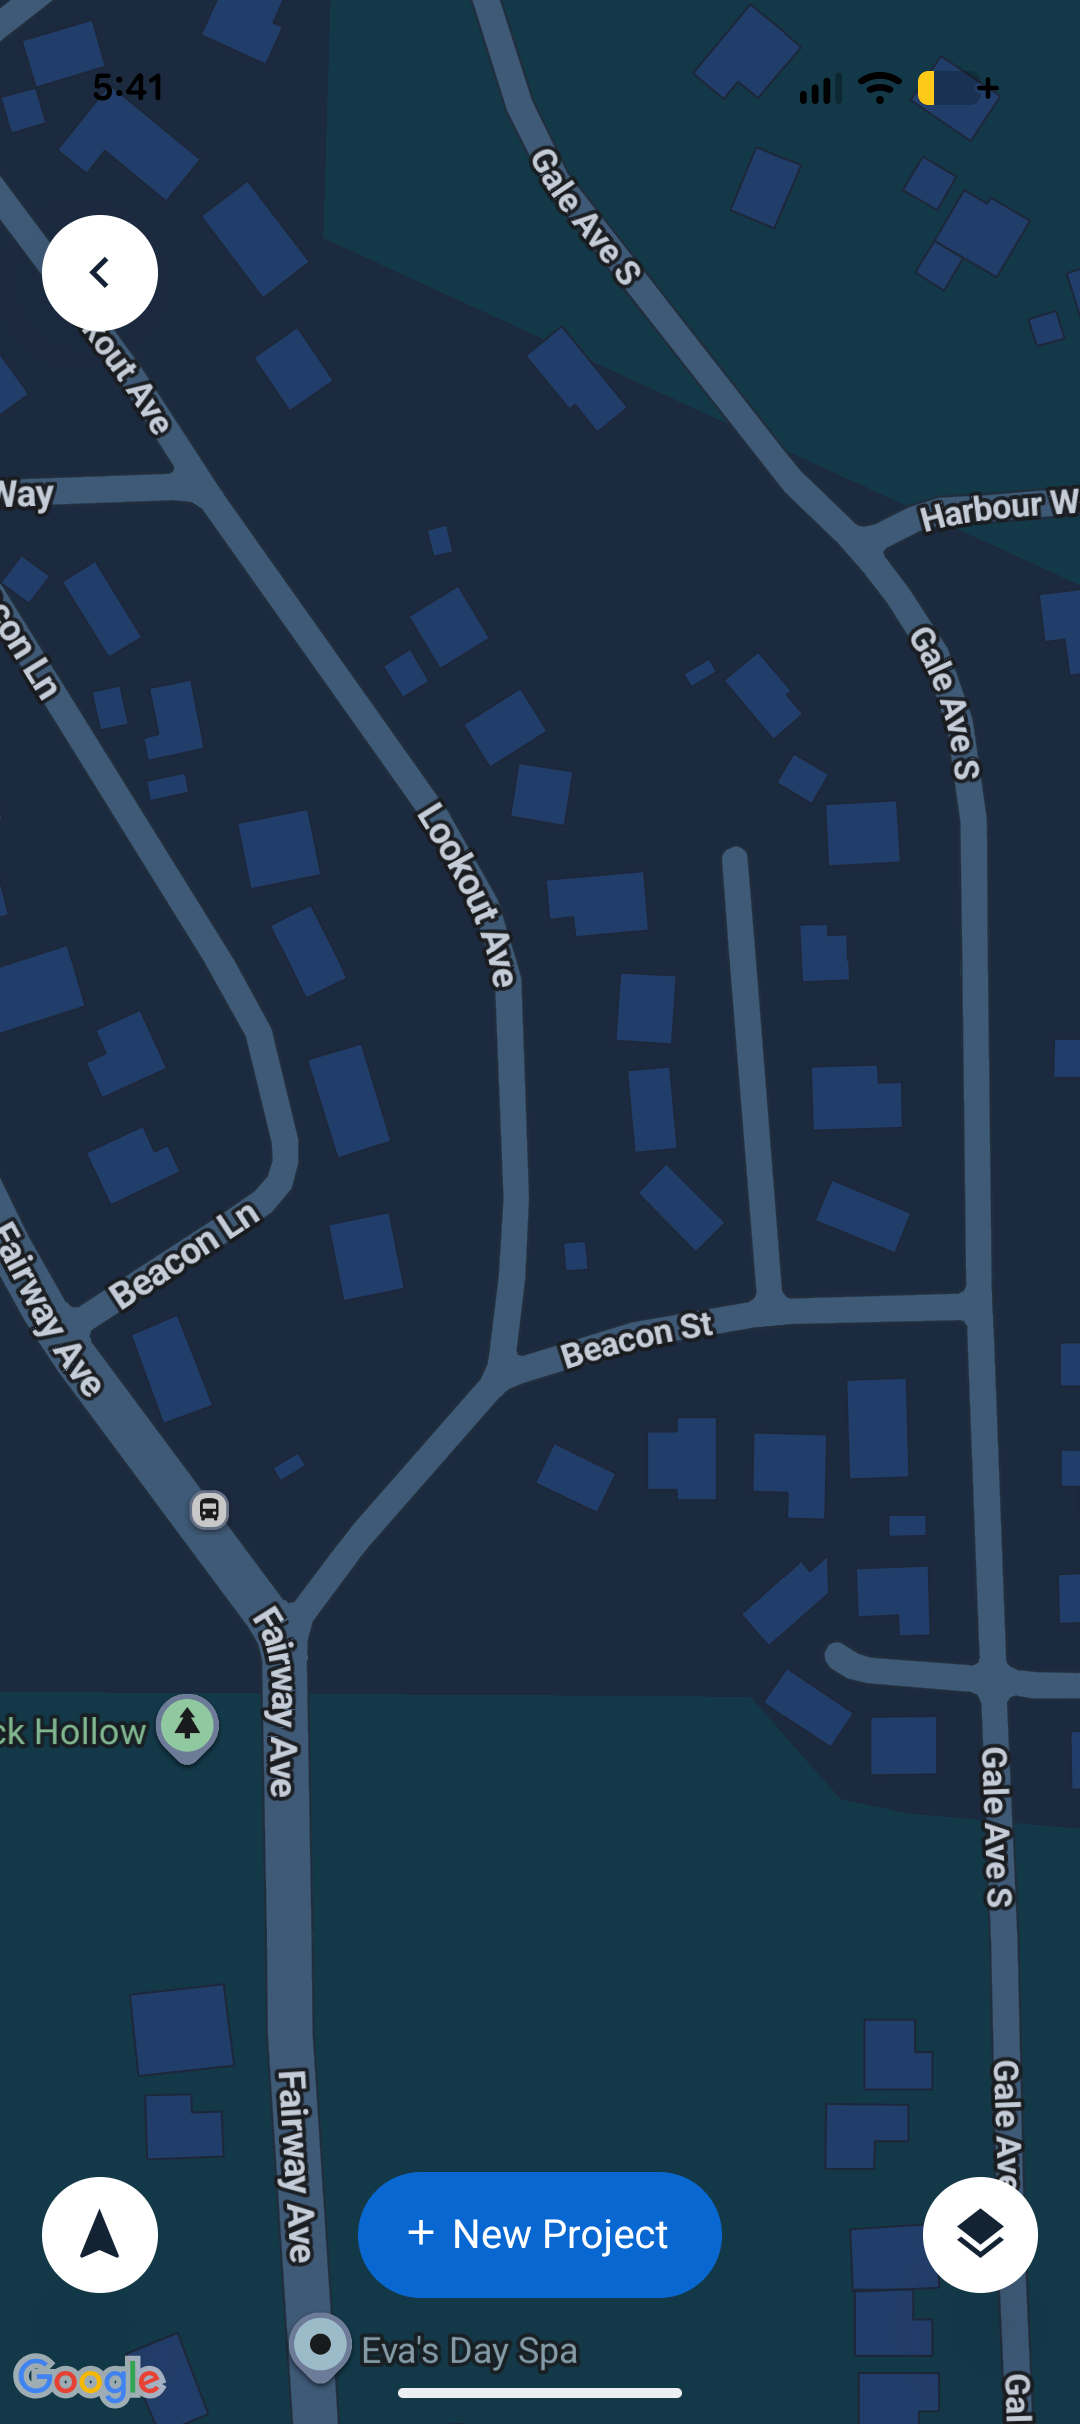 5:41
Gale Ave S
kout Ave
Way
Harbour W
con Ln
Gale Ave S
Lookout Ave
Beacon Ln
Fairway Ave
Beacon St
Fairway Ave
ck Hollow
Gale Ave S
Fairway Ave
Gale Ave
+ New Project
Eva's Day Spa
Google
Gal